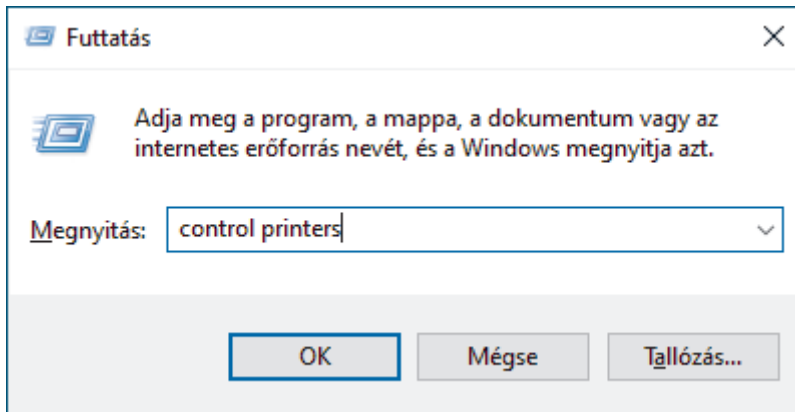 Futtatás
Adja meg a program, a mappa, a dokumentum vagy az
internetes erőforrás nevét, és a Windows megnyitja azt.
Megnyitás: control printers
OK Mégse Tallózás...